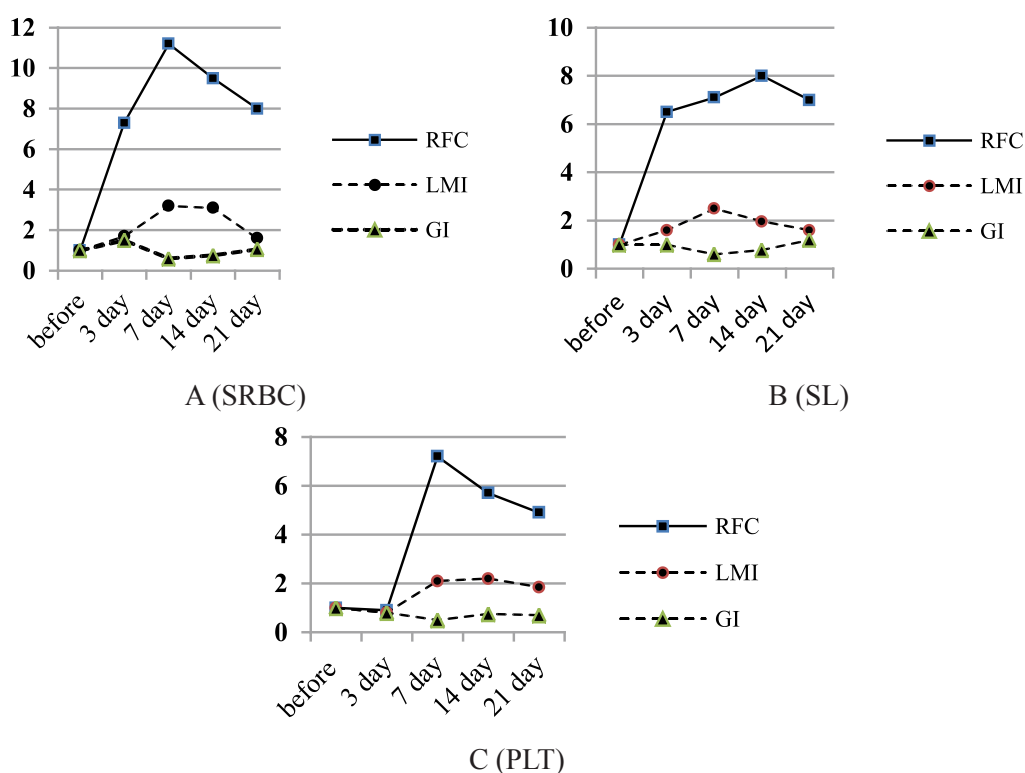 12
10
8
6
4
2
0
before
3 day
7 day
14 day
21 day
RFC
LMI
GI
A (SRBC)
10
8
6
4
2
0
before
3 day
7 day
14 day
21 day
RFC
LMI
GI
B (SL)
8
6
4
2
0
before
3 day
7 day
14 day
21 day
RFC
LMI
GI
C (PLT)